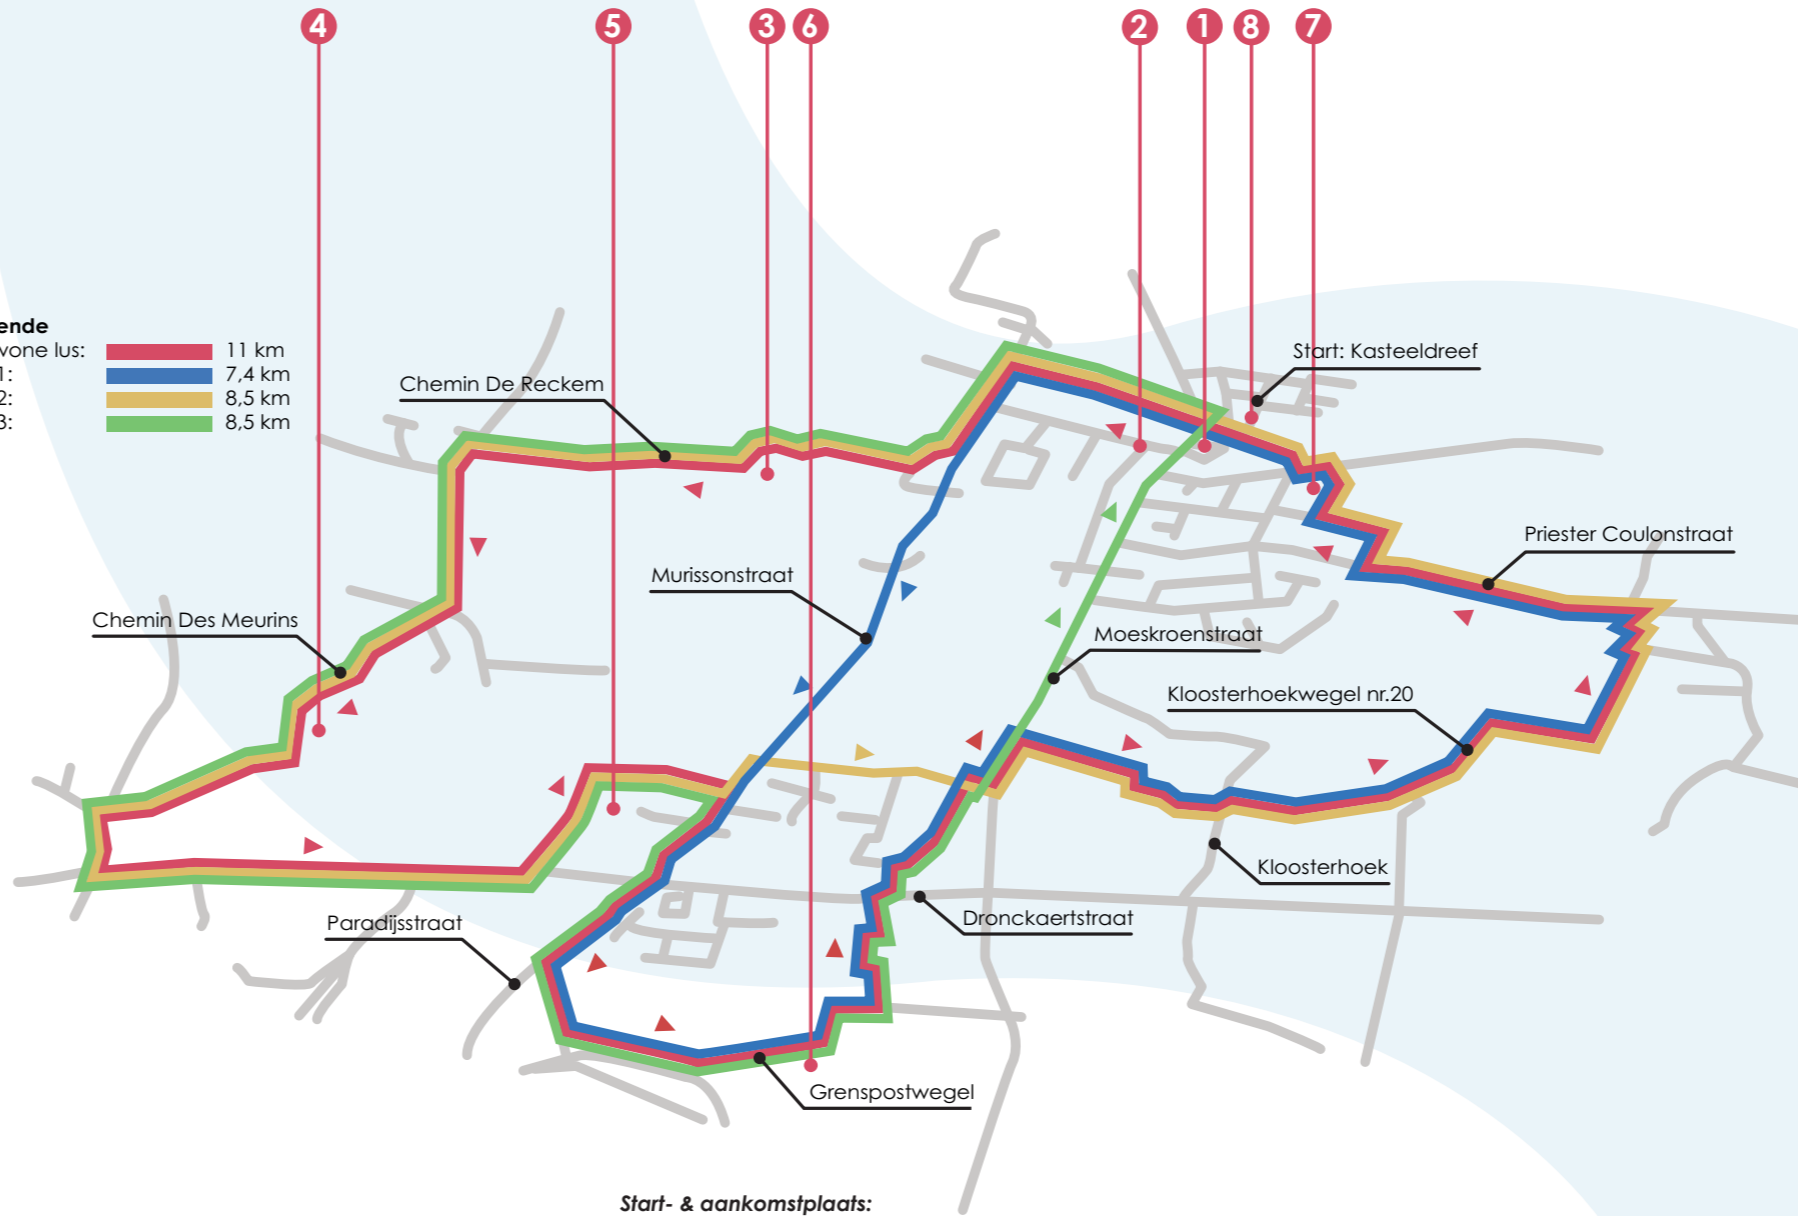 4 5 3 6 2 1 8 7
ende
vone lus: 11 km
1: 7,4 km
2: 8,5 km
3: 8,5 km
Start: Kasteeldreef
Chemin De Reckem
Priester Coulonstraat
Murissonstraat
Chemin Des Meurins
Moeskroenstraat
Kloosterhoekwegel nr.20
Kloosterhoek
Paradijsstraat
Dronckaertstraat
Grenspostwegel
Start- & aankomstplaats: